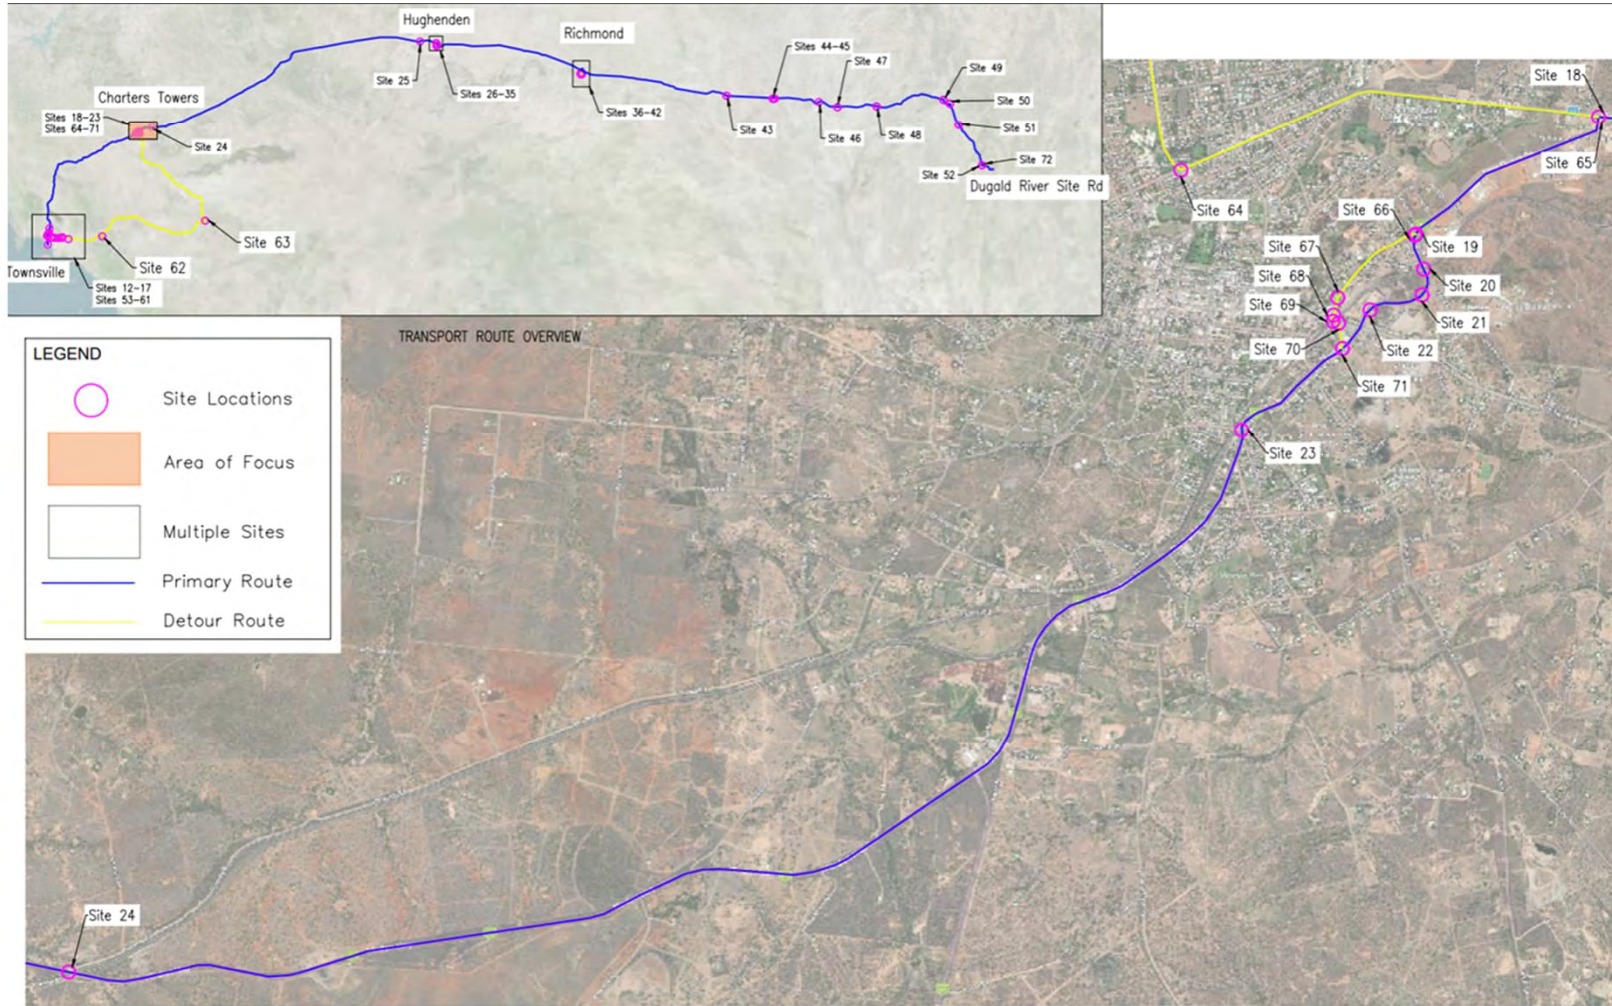 Hughenden
Richmond
Sites 44-45
Site 47
Site 49
Site 25
Sites 26-35
Site 50
Charters Towers
Sites 18-23
Sites 64-71
Sites 36-42
Site 43
Site 46
Site 48
Site 51
Site 24
Site 72
Site 52
Dugald River Site Rd
Site 63
Site 62
Townsville
Sites 12-17
Sites 53-61
TRANSPORT ROUTE OVERVIEW
LEGEND
Site Locations
Area of Focus
Multiple Sites
Primary Route
Detour Route
Site 18
Site 65
Site 64
Site 66
Site 19
Site 67
Site 68
Site 20
Site 69
Site 21
Site 70
Site 22
Site 71
Site 23
Site 24